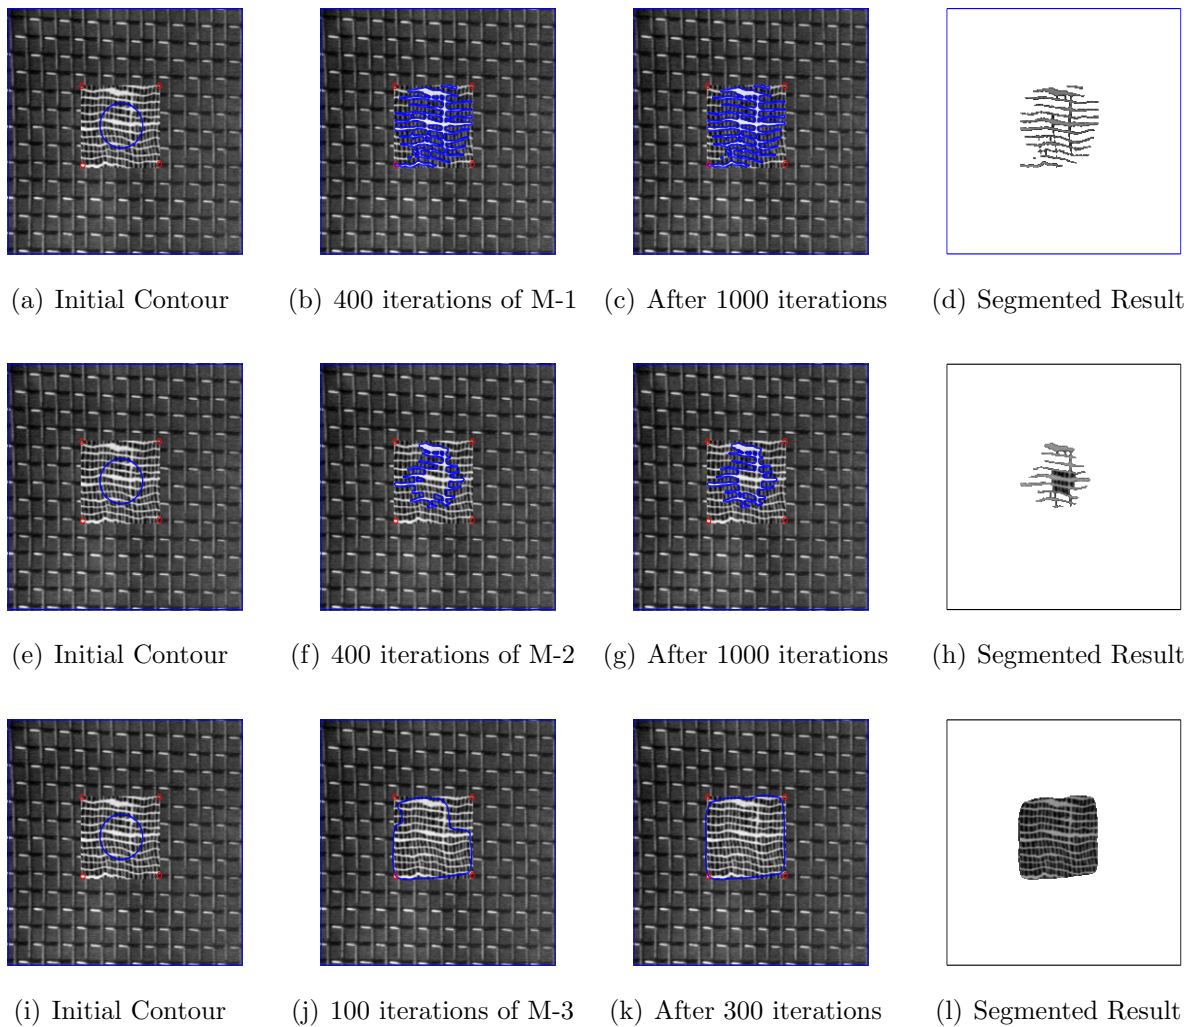 (a) Initial Contour
(b) 400 iterations of M-1
(c) After 1000 iterations
(d) Segmented Result
(e) Initial Contour
(f) 400 iterations of M-2
(g) After 1000 iterations
(h) Segmented Result
(i) Initial Contour
(j) 100 iterations of M-3
(k) After 300 iterations
(l) Segmented Result